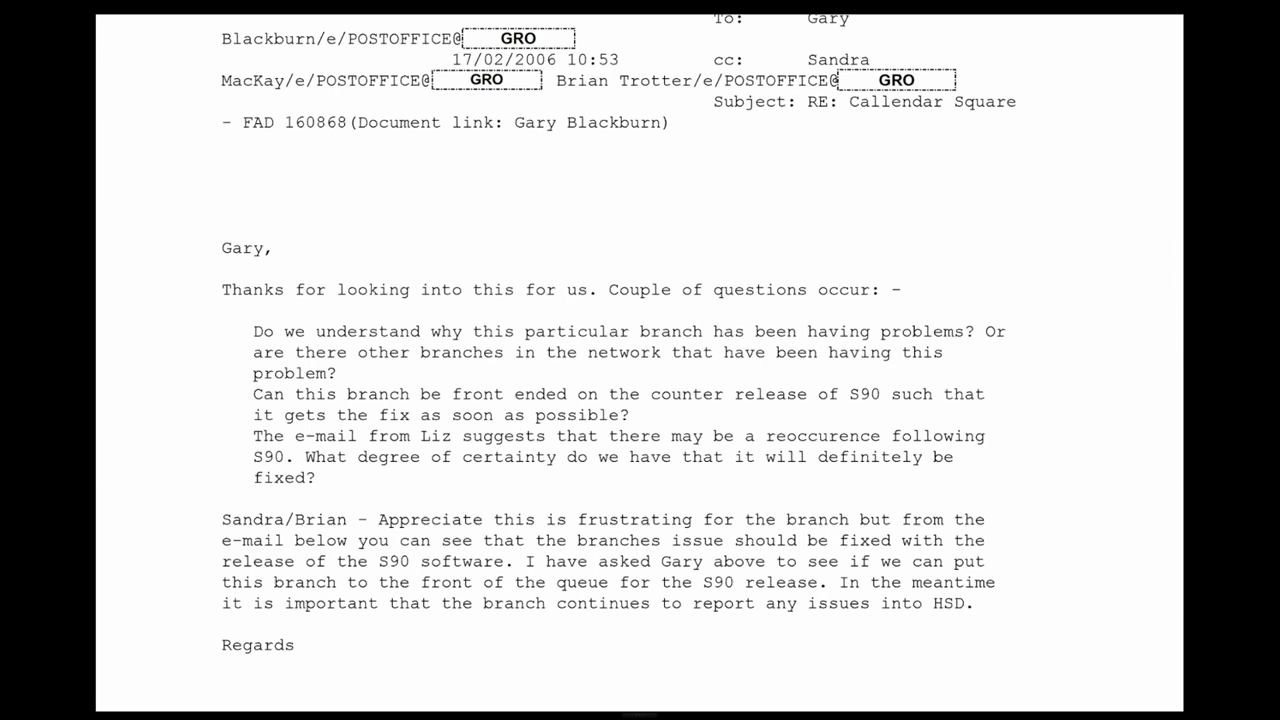 To: Gary
Blackburn/e/POSTOFFICE@ GRO
17/02/2006 10:53 cc: Sandra
MacKay/e/POSTOFFICE@ GRO Brian Trotter/e/POSTOFFICE@ GRO
Subject: RE: Callendar Square
- FAD 160868(Document link: Gary Blackburn)
Gary,
Thanks for looking into this for us. Couple of questions occur: -
Do we understand why this particular branch has been having problems? Or
are there other branches in the network that have been having this
problem?
Can this branch be front ended on the counter release of S90 such that
it gets the fix as soon as possible?
The e-mail from Liz suggests that there may be a reoccurence following
S90. What degree of certainty do we have that it will definitely be
fixed?
Sandra/Brian - Appreciate this is frustrating for the branch but from the
e-mail below you can see that the branches issue should be fixed with the
release of the S90 software. I have asked Gary above to see if we can put
this branch to the front of the queue for the S90 release. In the meantime
it is important that the branch continues to report any issues into HSD.
Regards